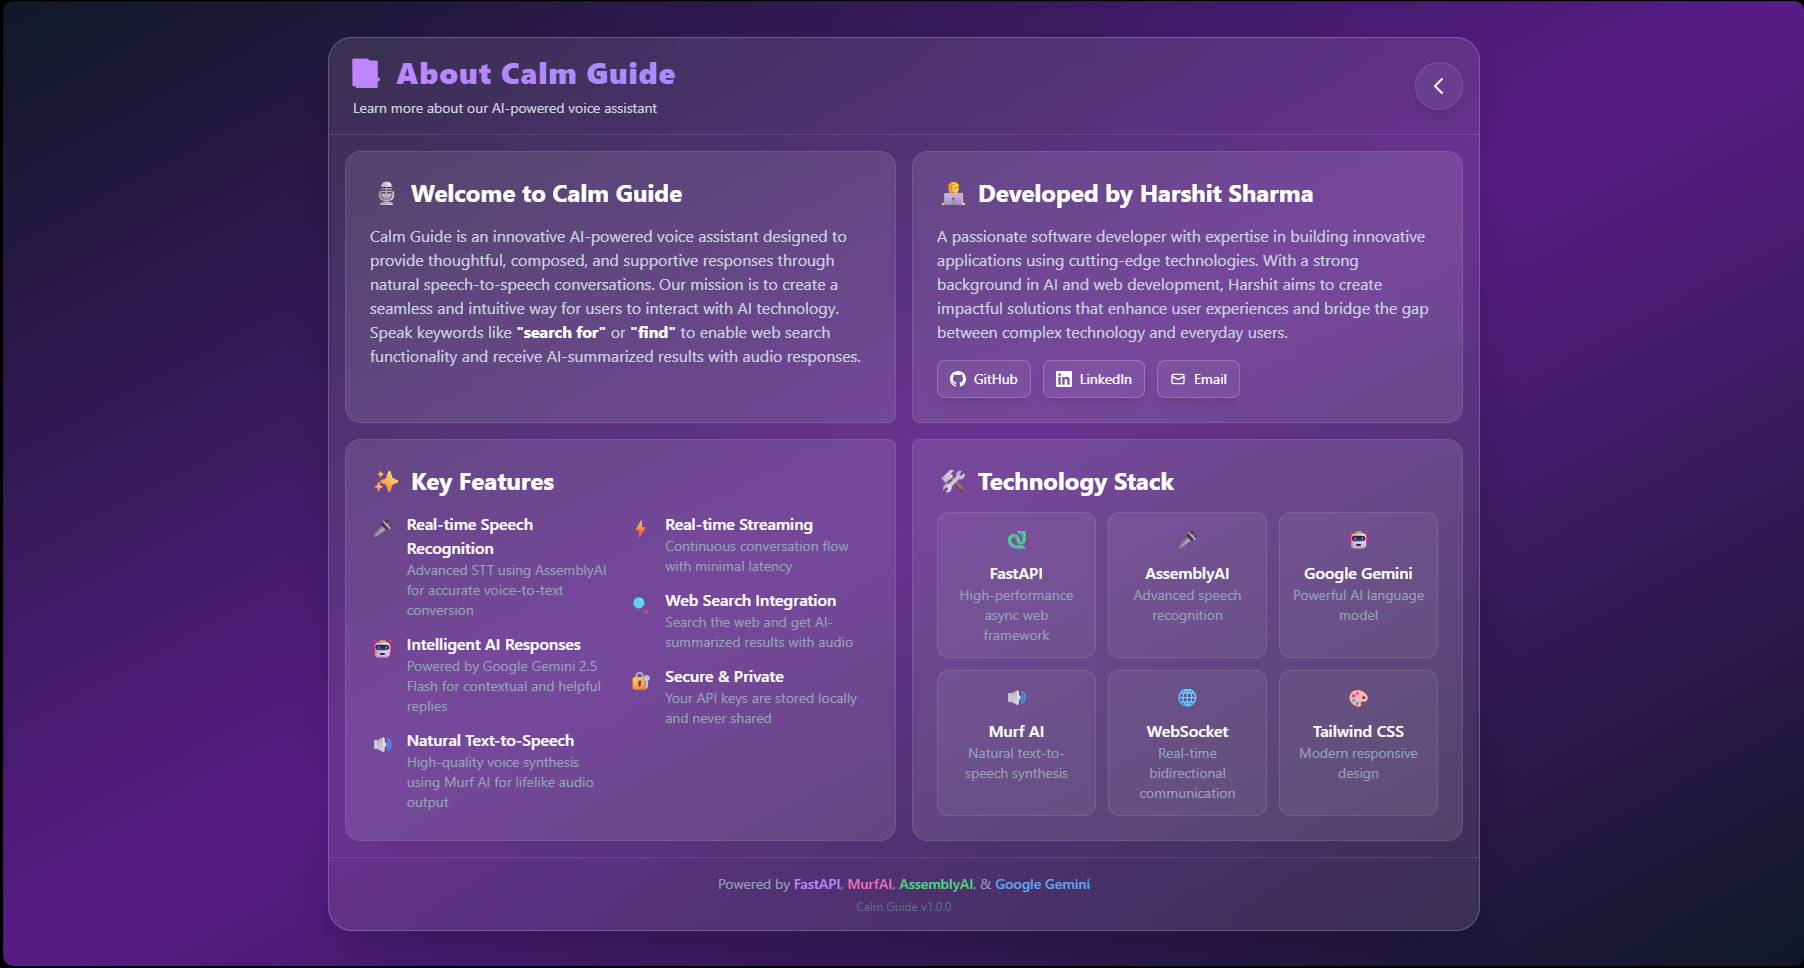 About Calm Guide
Learn more about our AI-powered voice assistant
Welcome to Calm Guide
Calm Guide is an innovative AI-powered voice assistant designed to
provide thoughtful, composed, and supportive responses through
natural speech-to-speech conversations. Our mission is to create a
seamless and intuitive way for users to interact with AI technology.
Speak keywords like "search for" or "find" to enable web search
functionality and receive AI-summarized results with audio responses.
Developed by Harshit Sharma
A passionate software developer with expertise in building innovative
applications using cutting-edge technologies. With a strong
background in AI and web development, Harshit aims to create
impactful solutions that enhance user experiences and bridge the gap
between complex technology and everyday users.
GitHub
LinkedIn
Email
Key Features
Real-time Speech
Recognition
Advanced STT using AssemblyAI
for accurate voice-to-text
conversion
Intelligent AI Responses
Powered by Google Gemini 2.5
Flash for contextual and helpful
replies
Natural Text-to-Speech
High-quality voice synthesis
using Murf AI for lifelike audio
output
Real-time Streaming
Continuous conversation flow
with minimal latency
Web Search Integration
Search the web and get AI-
summarized results with audio
Secure & Private
Your API keys are stored locally
and never shared
Technology Stack
FastAPI
High-performance
async web
framework
AssemblyAI
Advanced speech
recognition
Google Gemini
Powerful AI language
model
Murf AI
Natural text-to-
speech synthesis
WebSocket
Real-time
bidirectional
communication
Tailwind CSS
Modern responsive
design
Powered by FastAPI, MurfAI, AssemblyAI, & Google Gemini
Calm Guide v1.0.0